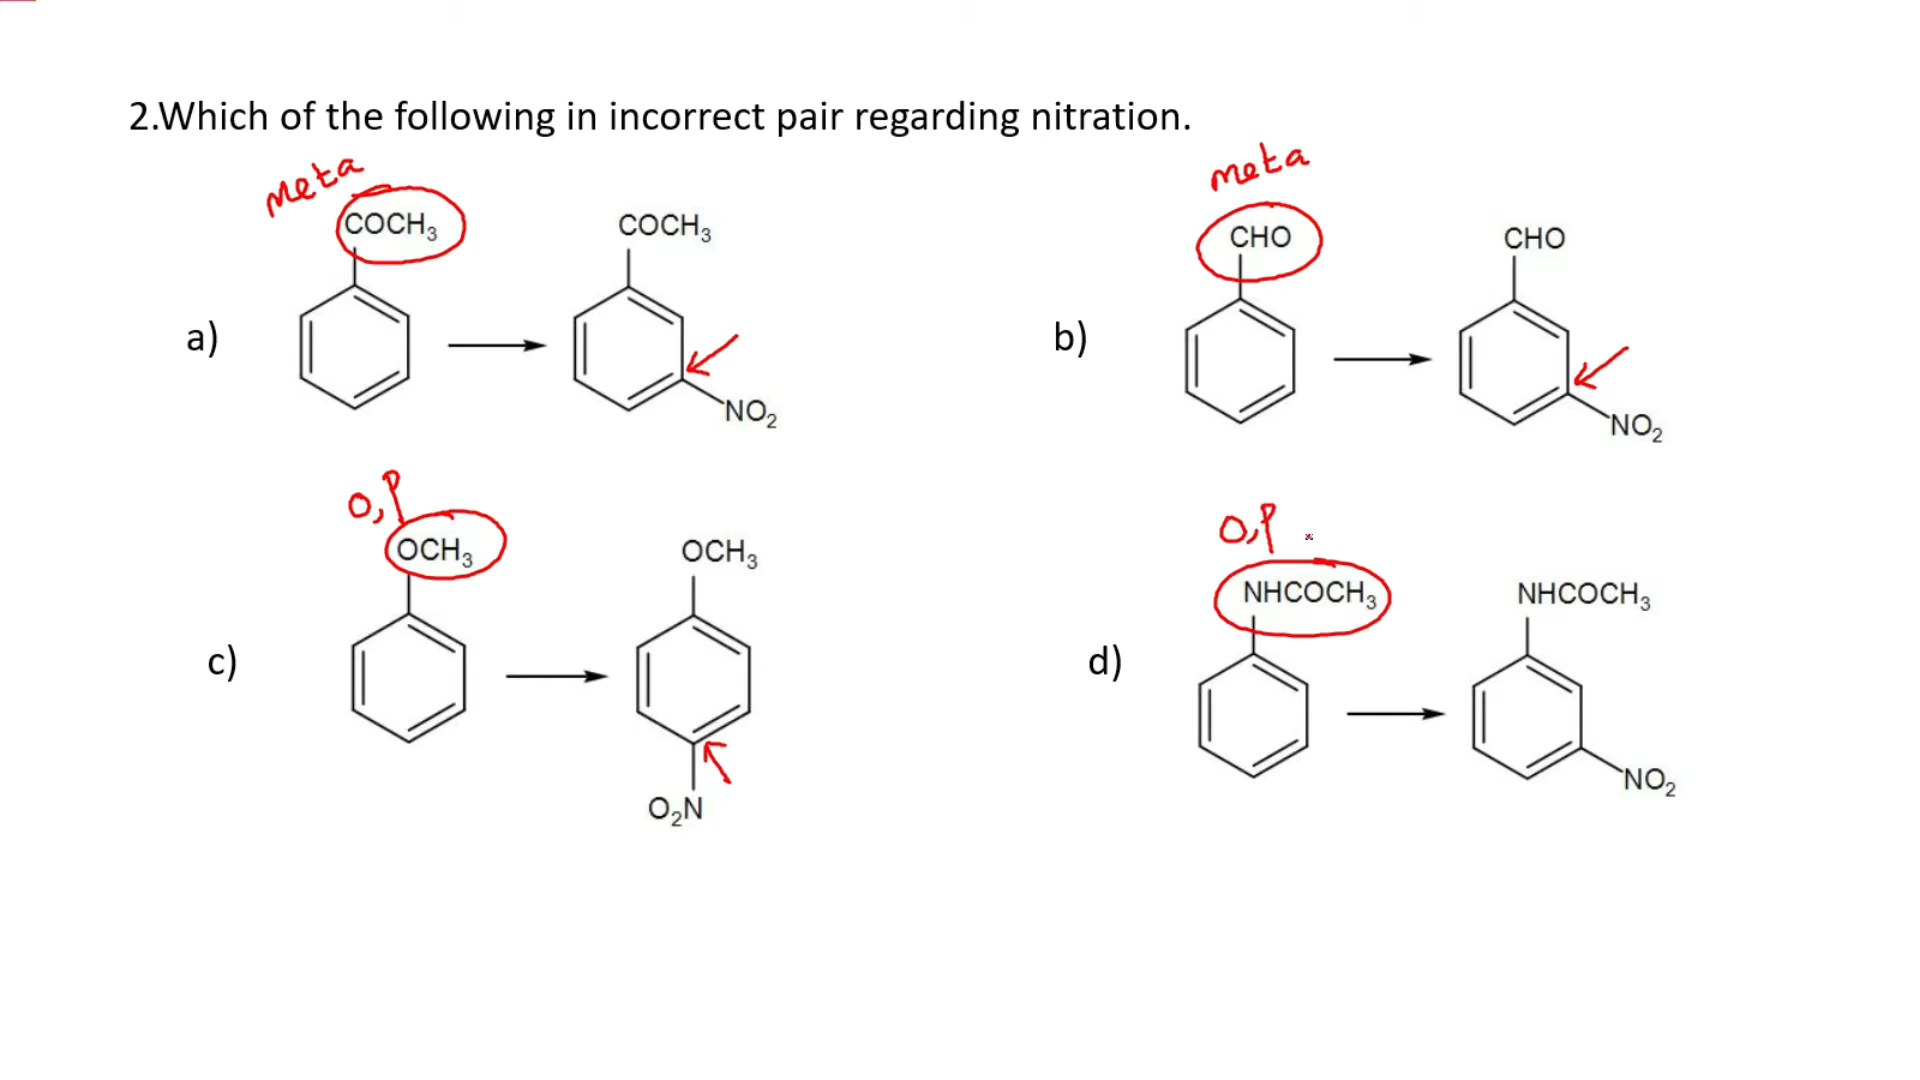 2.Which of the following in incorrect pair regarding nitration.
Meta
meta
COCH3
COCH3
CHO
CHO
a)
b)
NO2
NO2
O,P
O,P
OCH3
OCH3
NHCOCH3
NHCOCH3
c)
d)
O2N
NO2